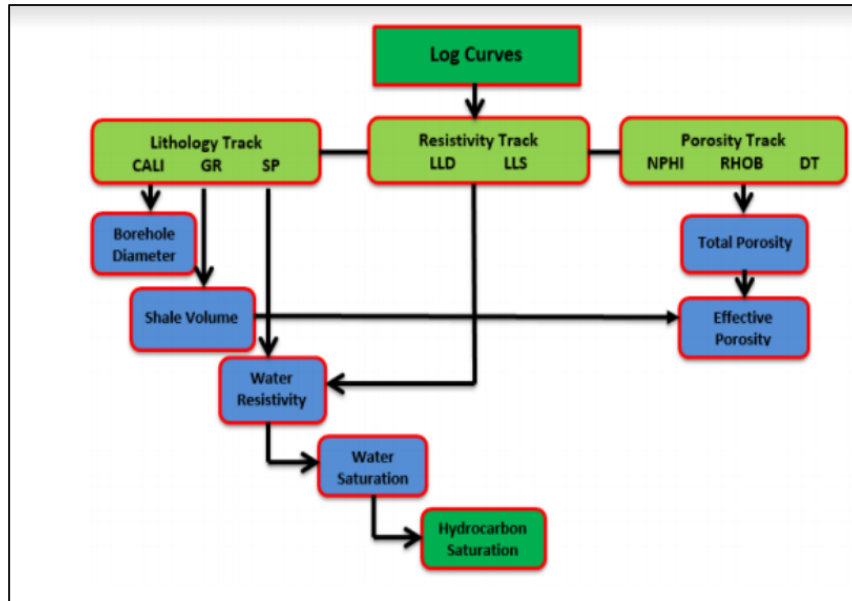 Log Curves
Lithology Track
CALI GR SP
Resistivity Track
LLD LLS
Porosity Track
NPHI RHOB DT
Borehole
Diameter
Total Porosity
Shale Volume
Effective
Porosity
Water
Resistivity
Water
Saturation
Hydrocarbon
Saturation